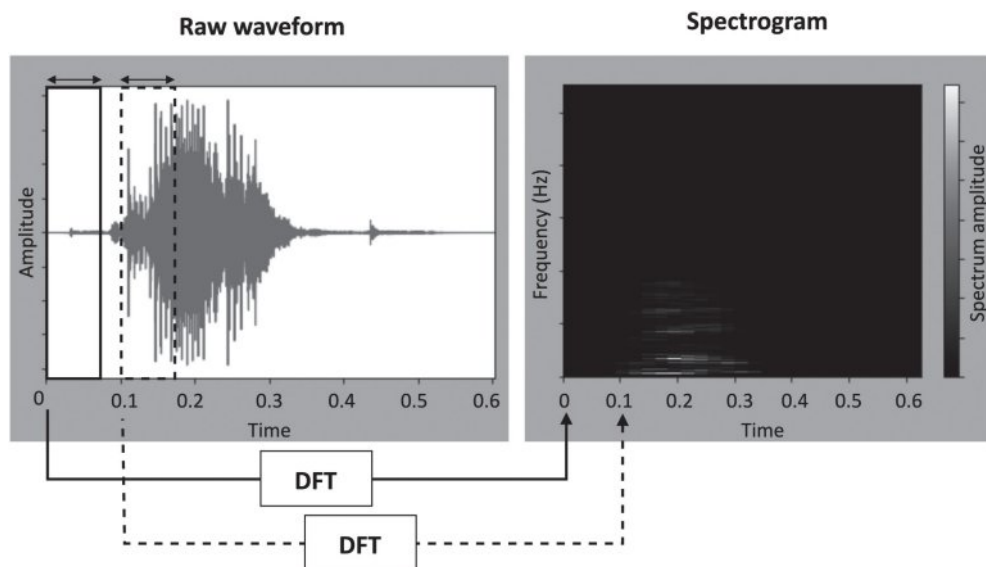 Raw waveform
Spectrogram
Amplitude
0 0.1 0.2 0.3 0.4 0.5 0.6
Time
Frequency (Hz)
0 0.1 0.2 0.3 0.4 0.5 0.6
Time
Spectrum amplitude
DFT
DFT